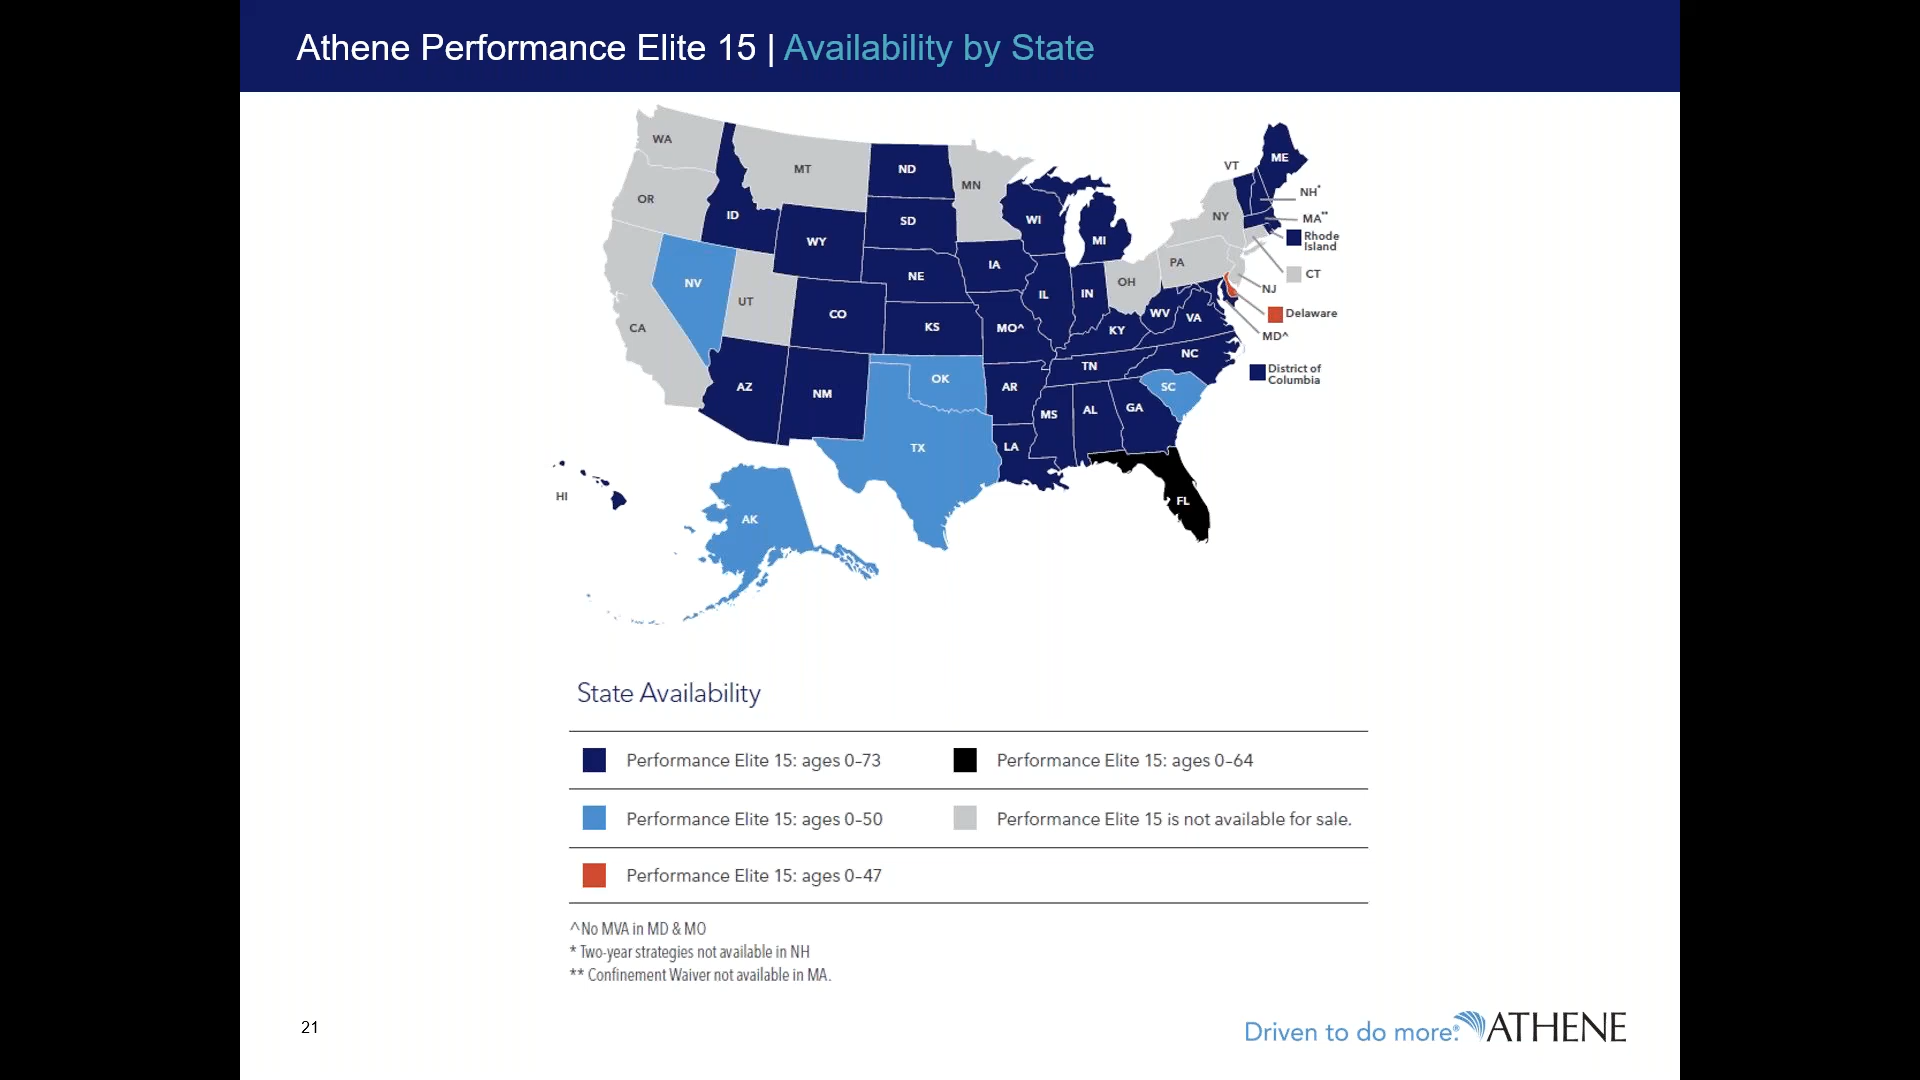 Athene Performance Elite 15 | Availability by State
WA
MT
ND
MN
VT
ME
OR
ID
SD
WI
NY
NH*
MA**
WY
MI
Rhode
Island
NV
UT
NE
IA
IL
IN
OH
PA
CT
NJ
CA
CO
KS
MO^
KY
WV
VA
Delaware
MD^
AZ
NM
OK
AR
TN
NC
SC
District of
Columbia
TX
LA
MS
AL
GA
HI
AK
FL
State Availability
Performance Elite 15: ages 0–73
Performance Elite 15: ages 0–64
Performance Elite 15: ages 0–50
Performance Elite 15 is not available for sale.
Performance Elite 15: ages 0–47
^No MVA in MD & MO
* Two-year strategies not available in NH
** Confinement Waiver not available in MA.
21
Driven to do more.® ATHENE